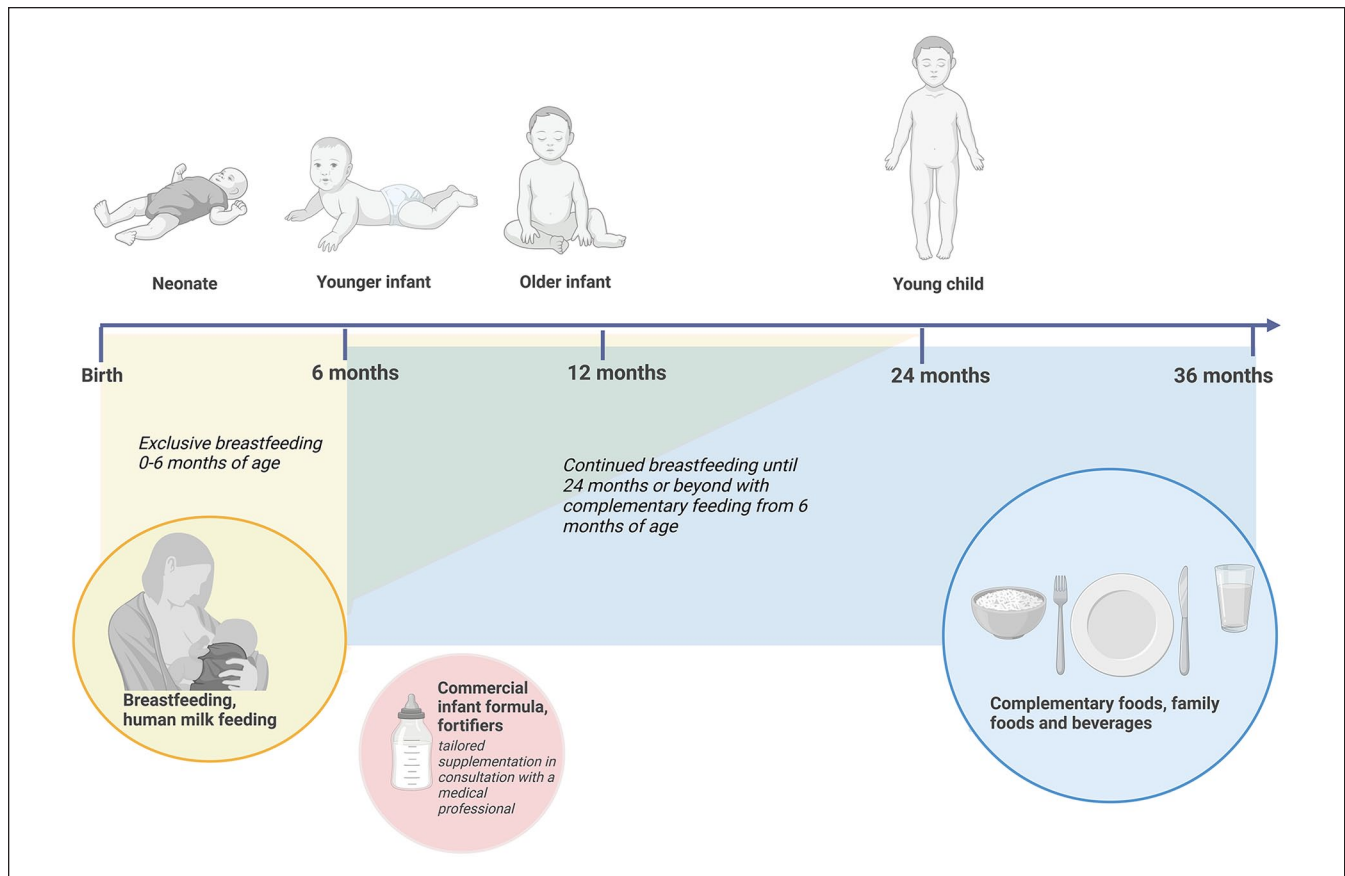 Neonate
Younger infant
Older infant
Young child
Birth
6 months
12 months
24 months
36 months
Exclusive breastfeeding
0-6 months of age
Continued breastfeeding until
24 months or beyond with
complementary feeding from 6
months of age
Breastfeeding,
human milk feeding
Commercial
infant formula,
fortifiers
tailored
supplementation in
consultation with a
medical
professional
Complementary foods, family
foods and beverages